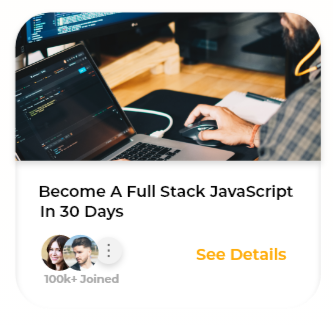 Become A Full Stack JavaScript
In 30 Days
100k+ Joined
See Details